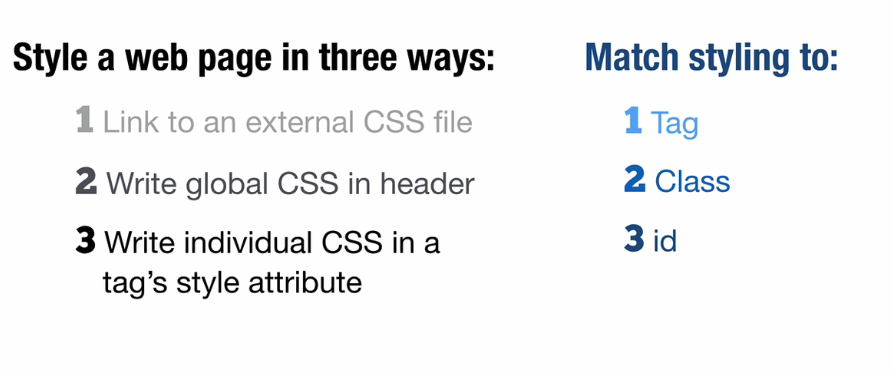 Style a web page in three ways:
1 Link to an external CSS file
2 Write global CSS in header
3 Write individual CSS in a
tag’s style attribute
Match styling to:
1 Tag
2 Class
3 id